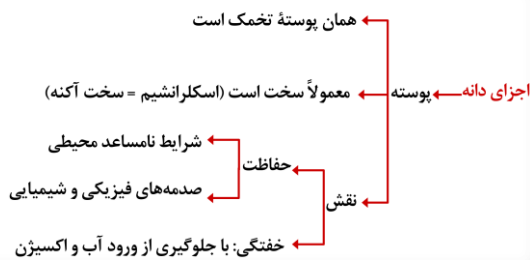 همان پوستهٔ تخمک است
اجزای دانه
پوسته
معمولاً سخت است (اسکلرانشیم = سخت آکنه)
شرایط نامساعد محیطی
حفاظت
صدمه‌های فیزیکی و شیمیایی
نقش
خفتگی: با جلوگیری از ورود آب و اکسیژن